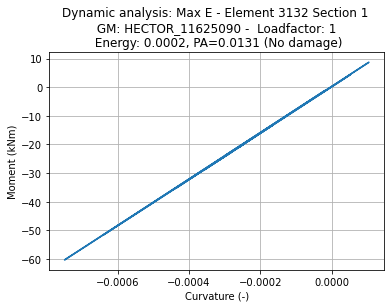 Dynamic analysis: Max E - Element 3132 Section 1
GM: HECTOR_11625090 - Loadfactor: 1
Energy: 0.0002, PA=0.0131 (No damage)
10
0
−10
−20
−30
−40
−50
−60
Moment (kNm)
−0.0006 −0.0004 −0.0002 0.0000
Curvature (-)